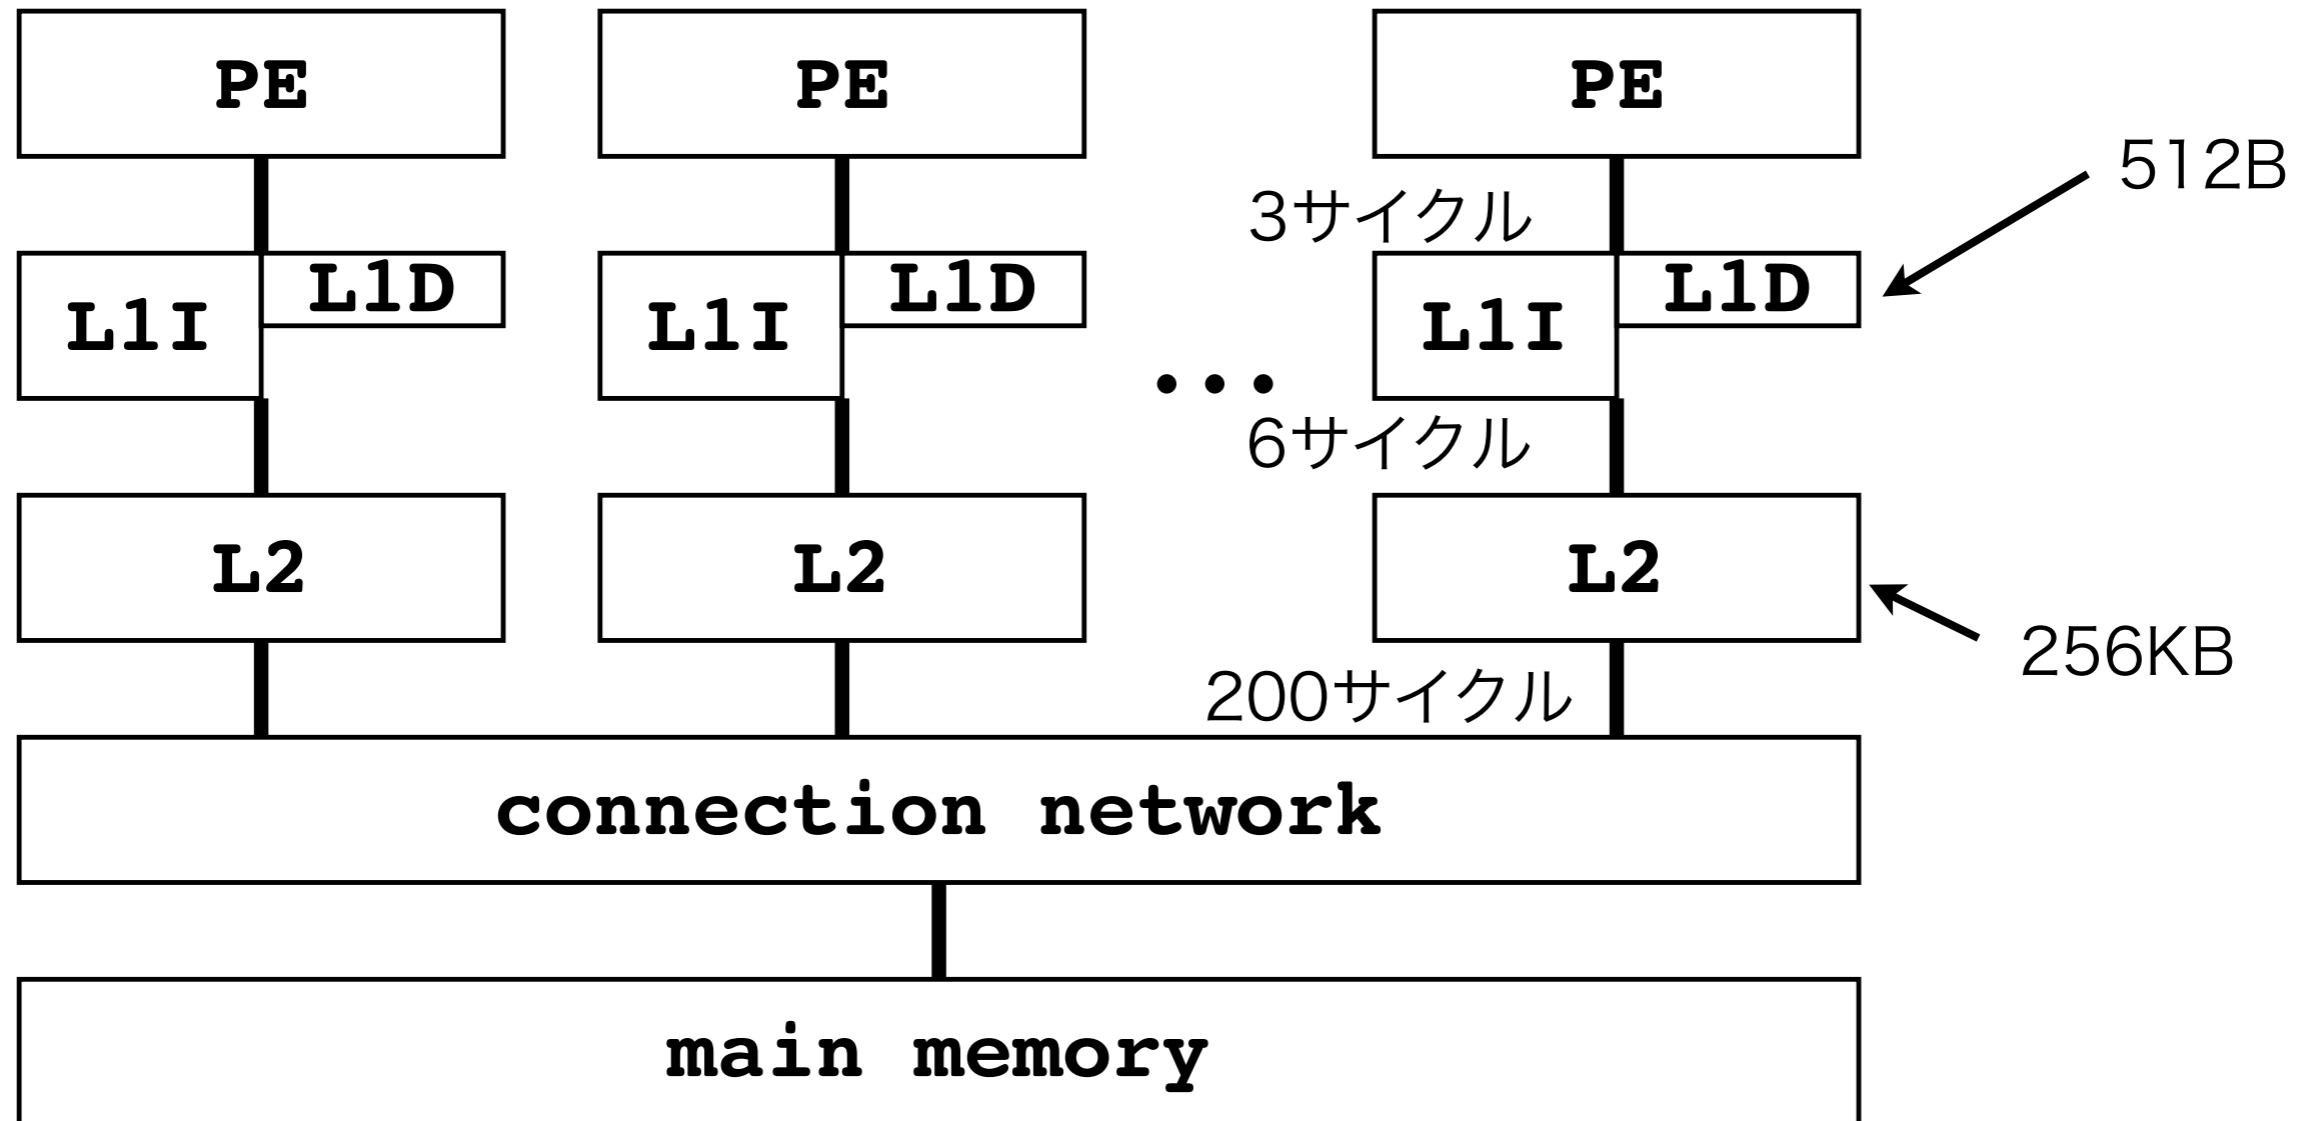 PE PE PE
512B
3サイクル
L1I L1D L1I L1D L1I L1D
• • •
6サイクル
L2 L2 L2
256KB
200サイクル
connection network
main memory